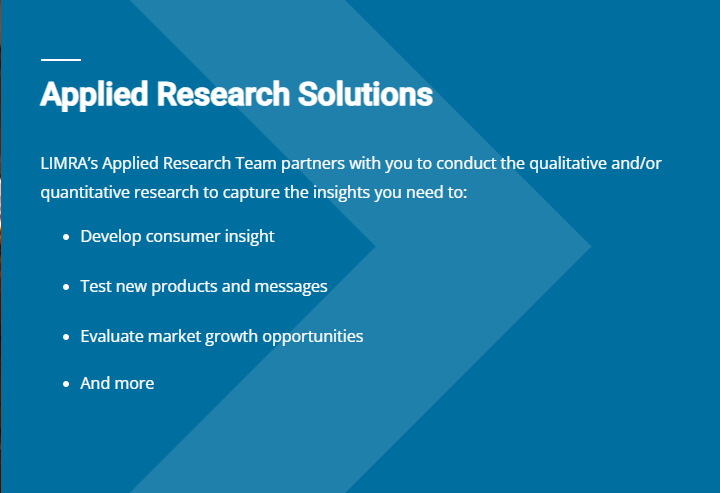 Applied Research Solutions
LIMRA's Applied Research Team partners with you to conduct the qualitative and/or
quantitative research to capture the insights you need to:
• Develop consumer insight
• Test new products and messages
• Evaluate market growth opportunities
• And more